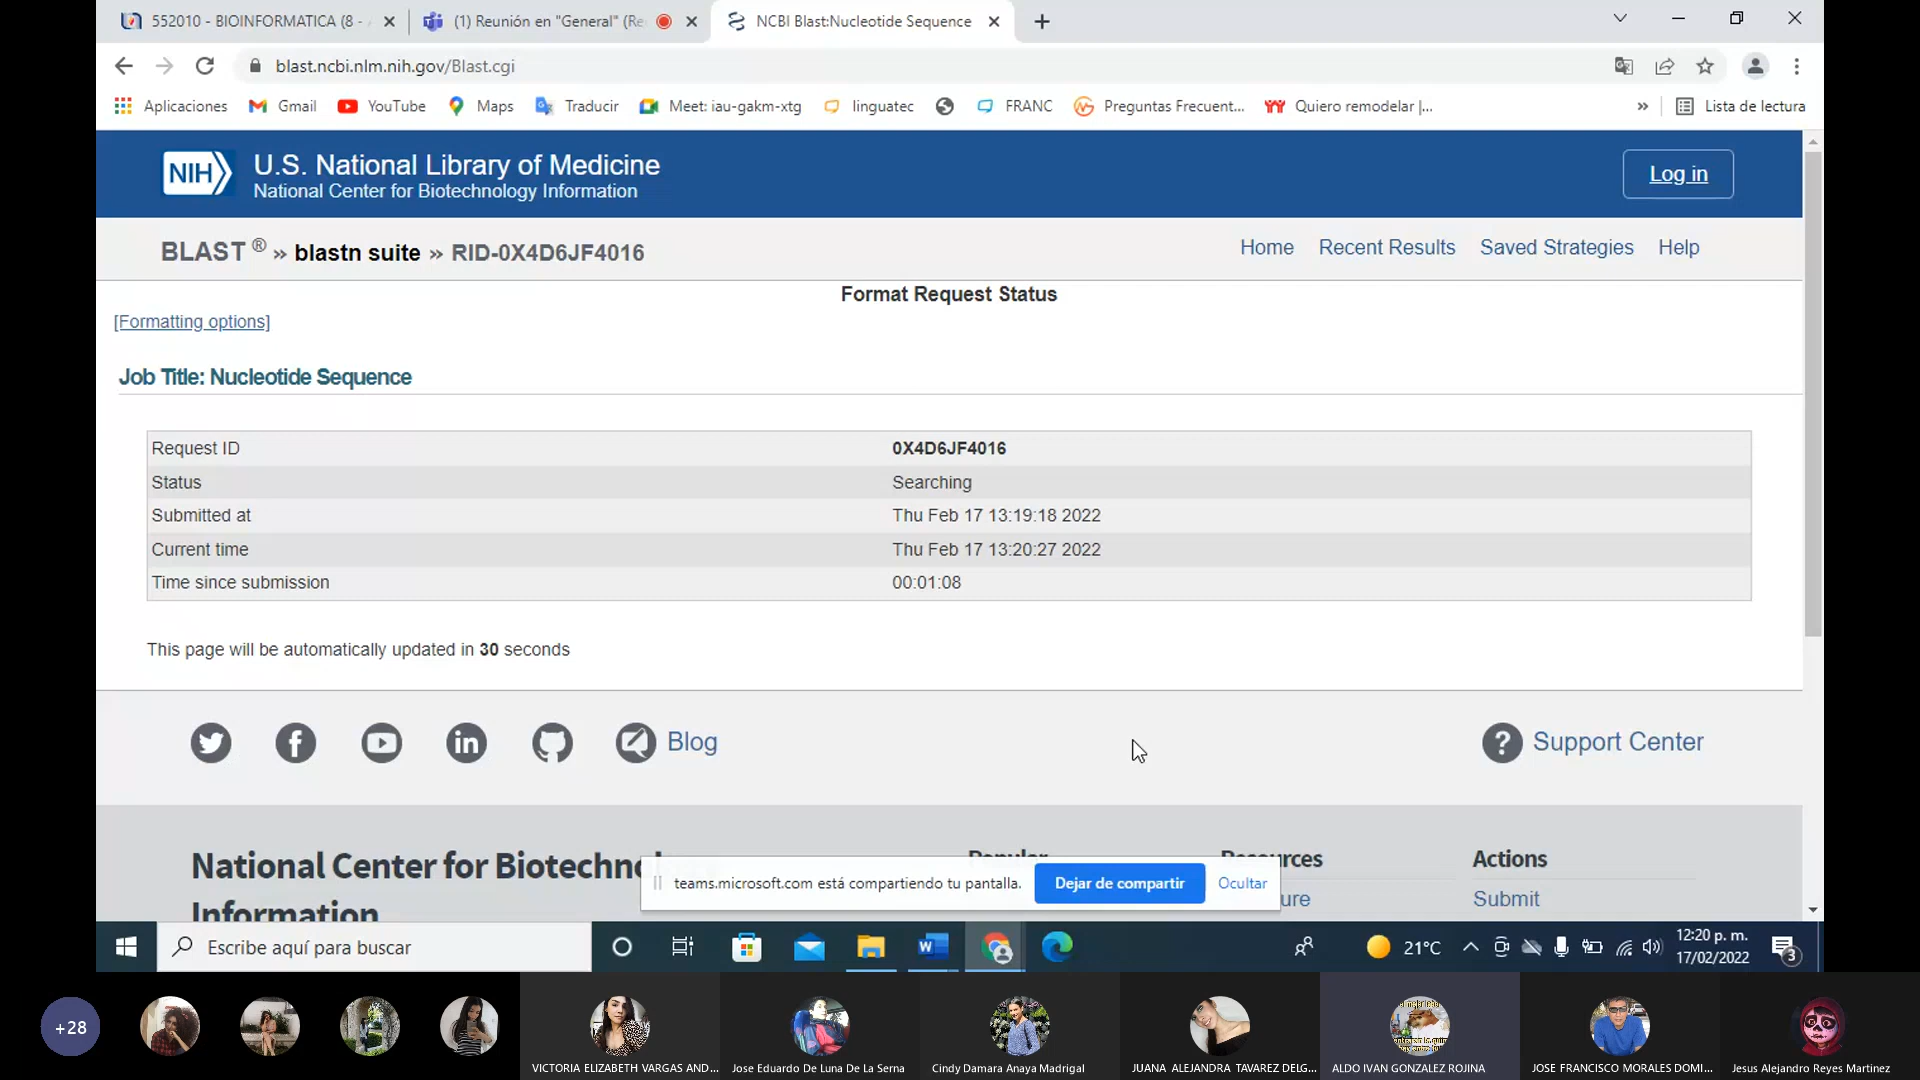 552010 - BIOINFORMATICA (8 -
(1) Reunión en "General" (Re
NCBI Blast:Nucleotide Sequence
blast.ncbi.nlm.nih.gov/Blast.cgi
Aplicaciones
Gmail
YouTube
Maps
Traducir
Meet: iau-gakm-xtg
linguatec
FRANC
Preguntas Frecuent...
Quiero remodelar |...
»
Lista de lectura
NIH
U.S. National Library of Medicine
National Center for Biotechnology Information
Log in
BLAST ® » blastn suite » RID-0X4D6JF4016
Home
Recent Results
Saved Strategies
Help
Format Request Status
[Formatting options]
Job Title: Nucleotide Sequence
Request ID 0X4D6JF4016
Status Searching
Submitted at Thu Feb 17 13:19:18 2022
Current time Thu Feb 17 13:20:27 2022
Time since submission 00:01:08
This page will be automatically updated in 30 seconds
Blog
Support Center
National Center for Biotechno
Information
Popular
Actions
Submit
teams.microsoft.com está compartiendo tu pantalla.
Dejar de compartir
Ocultar
Escribe aquí para buscar
21°C
12:20 p. m.
17/02/2022
3
+28
VICTORIA ELIZABETH VARGAS AND...
Jose Eduardo De Luna De La Serna
Cindy Damara Anaya Madrigal
JUANA ALEJANDRA TAVAREZ DELG...
ALDO IVAN GONZALEZ ROJINA
JOSE FRANCISCO MORALES DOMI...
Jesus Alejandro Reyes Martinez